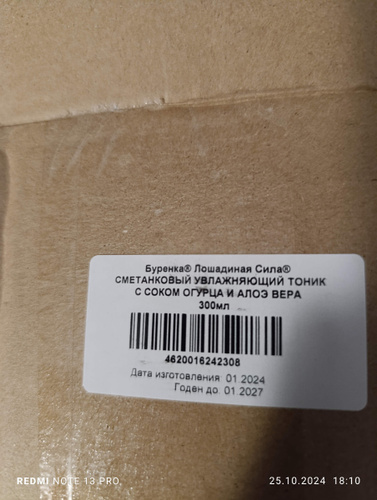 Буренка® Лошадиная Сила®
СМЕТАНКОВЫЙ УВЛАЖНЯЮЩИЙ ТОНИК
С СОКОМ ОГУРЦА И АЛОЭ ВЕРА
300мл
4620016242308
Дата изготовления 01.2024
Годен до 01.2027
REDMI NOTE 13 PRO
25.10.2024 18:10